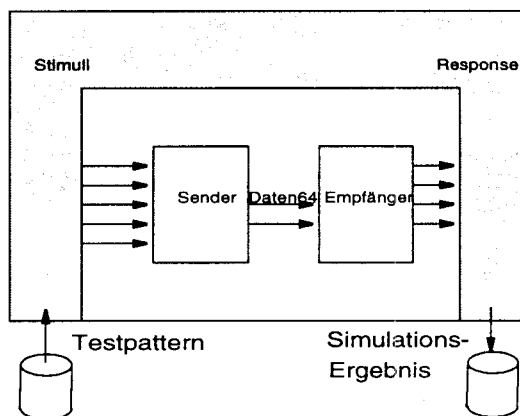 Stimuli
Response
Sender
Daten64
Empfänger
Testpattern
Simulations-
Ergebnis